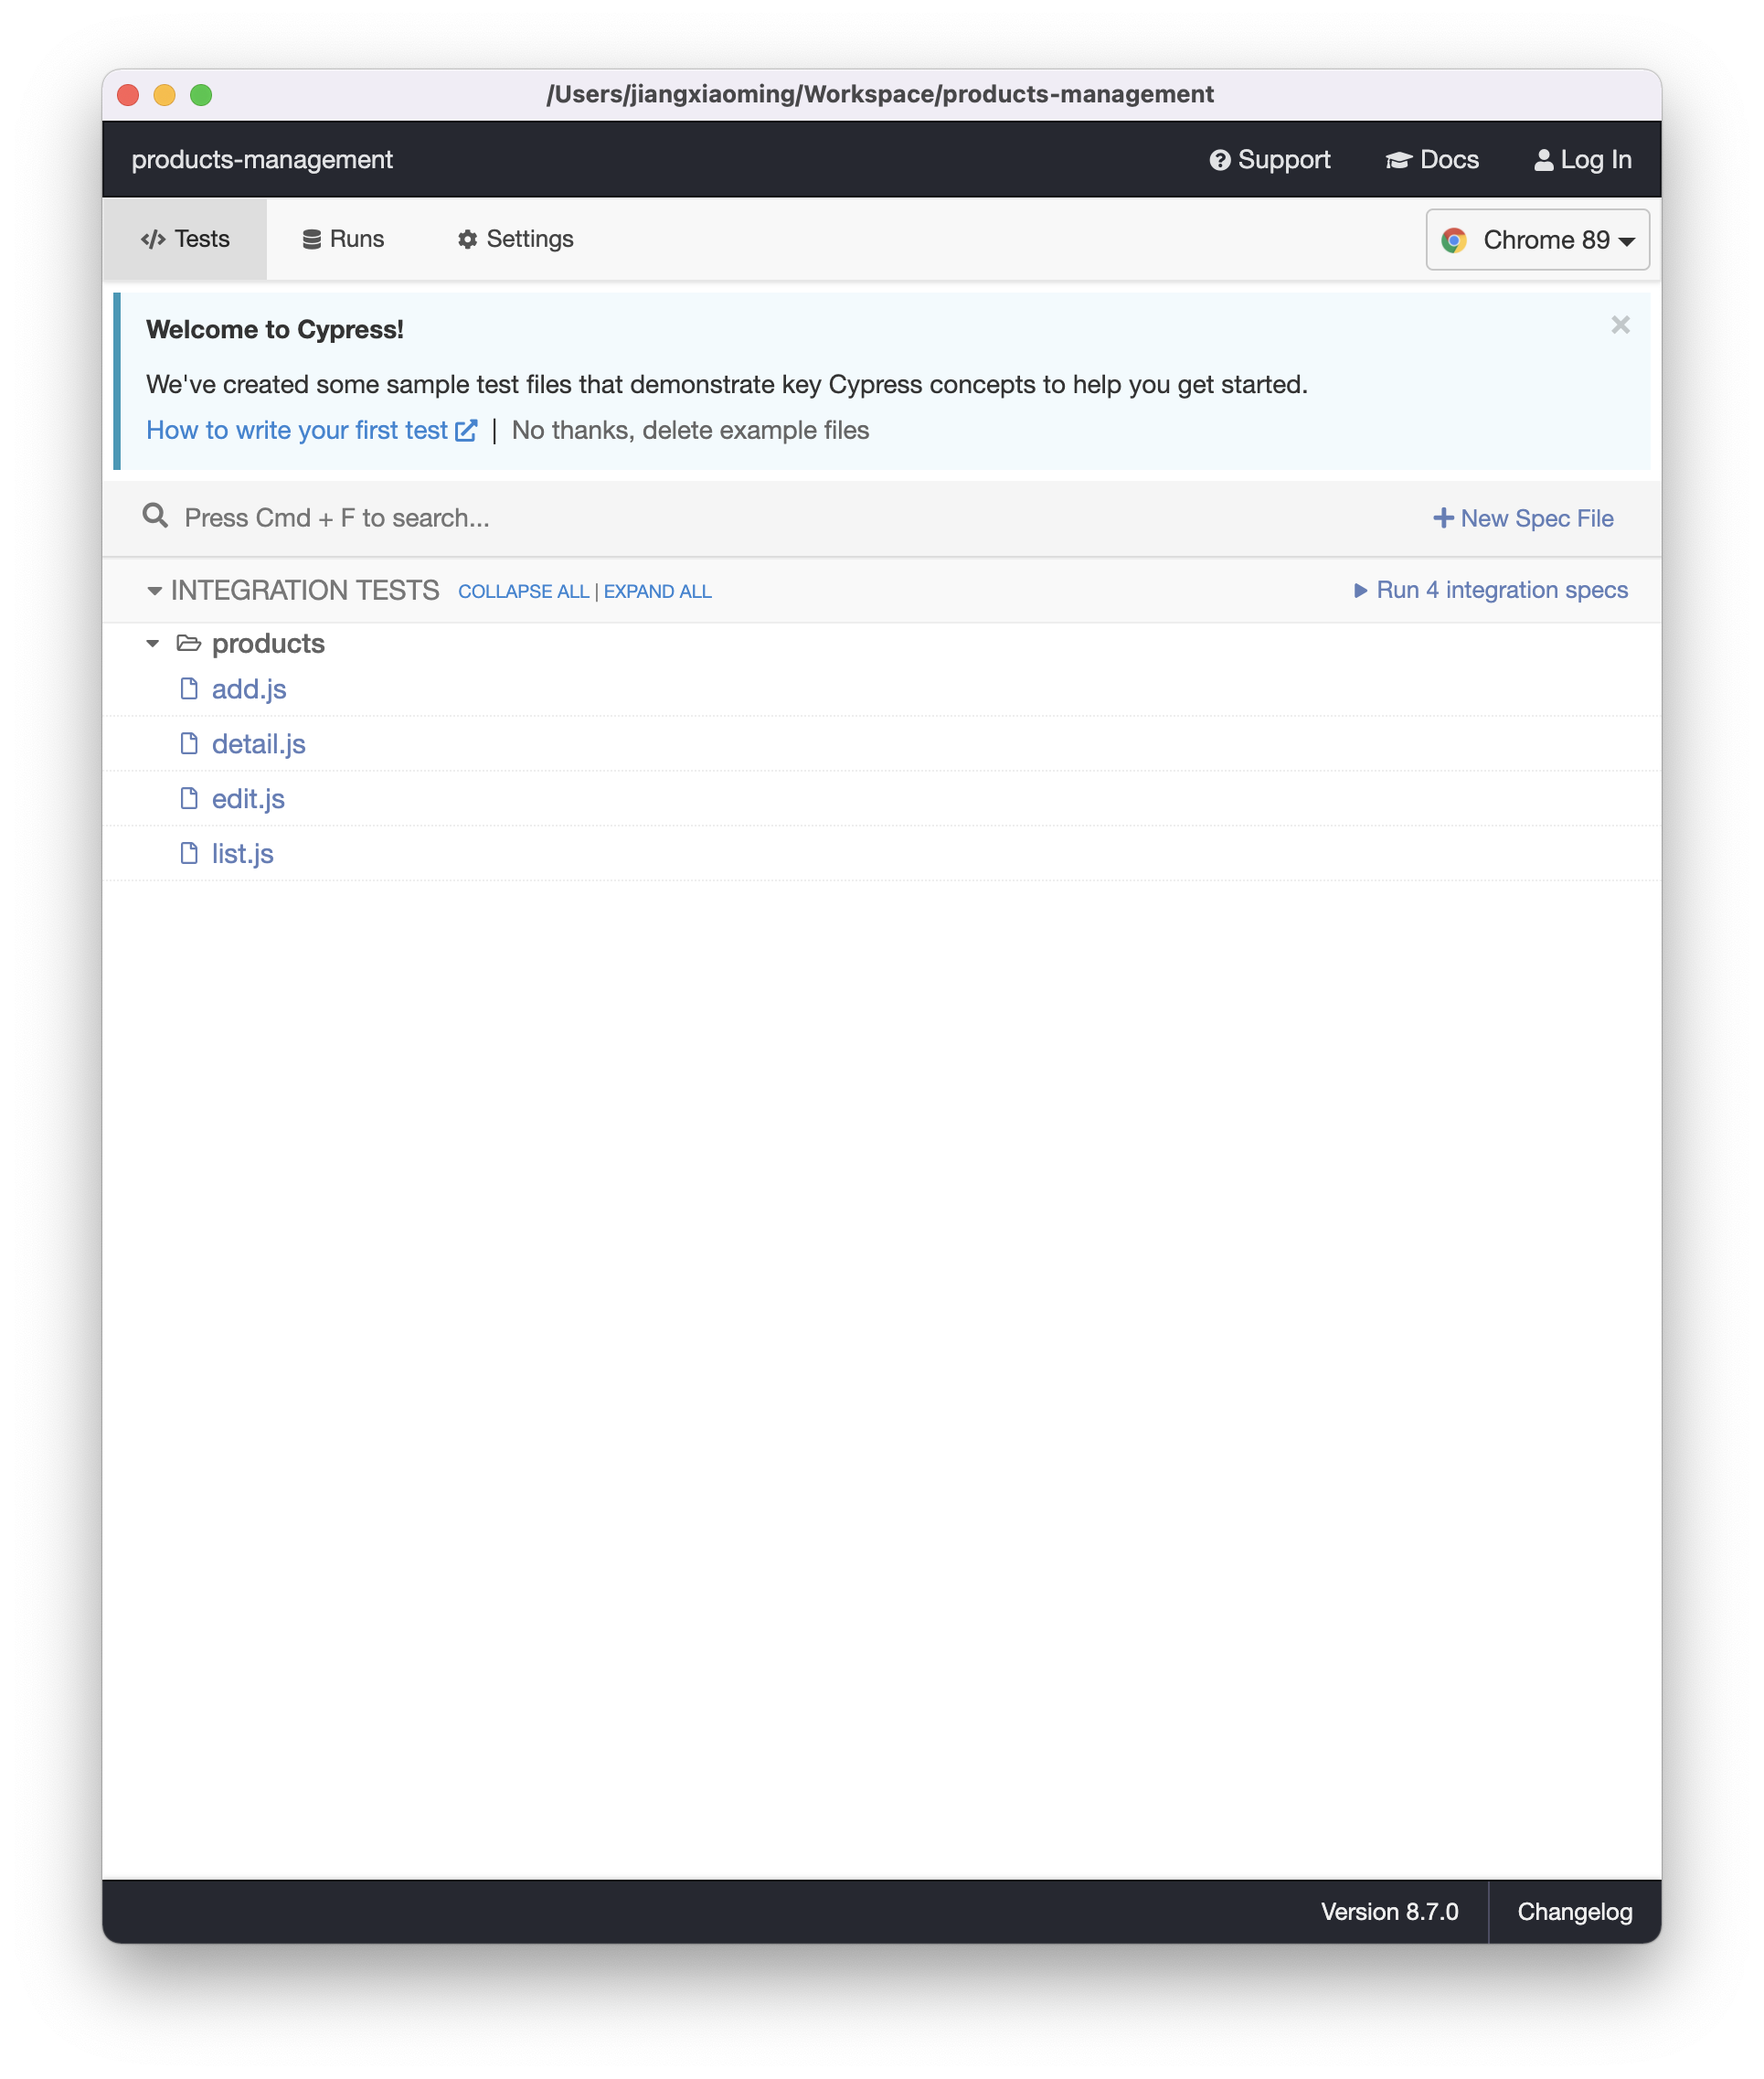 /Users/jiangxiaoming/Workspace/products-management
products-management Support Docs Log In
Tests Runs Settings Chrome 89
Welcome to Cypress!
We've created some sample test files that demonstrate key Cypress concepts to help you get started.
How to write your first test | No thanks, delete example files
Press Cmd + F to search... New Spec File
INTEGRATION TESTS COLLAPSE ALL | EXPAND ALL Run 4 integration specs
products
add.js
detail.js
edit.js
list.js
Version 8.7.0 Changelog